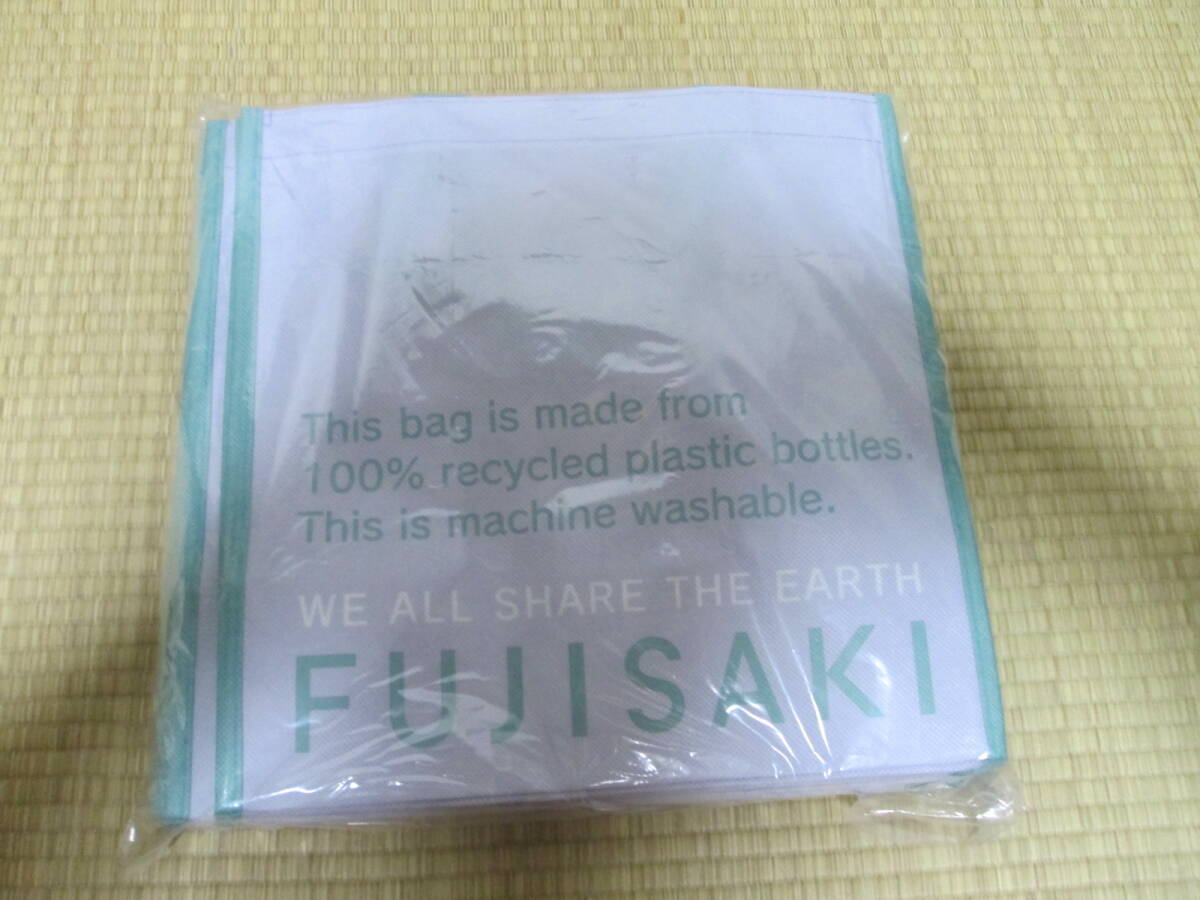 This bag is made from
100% recycled plastic bottles.
This is machine washable.
WE ALL SHARE THE EARTH
FUJISAKI